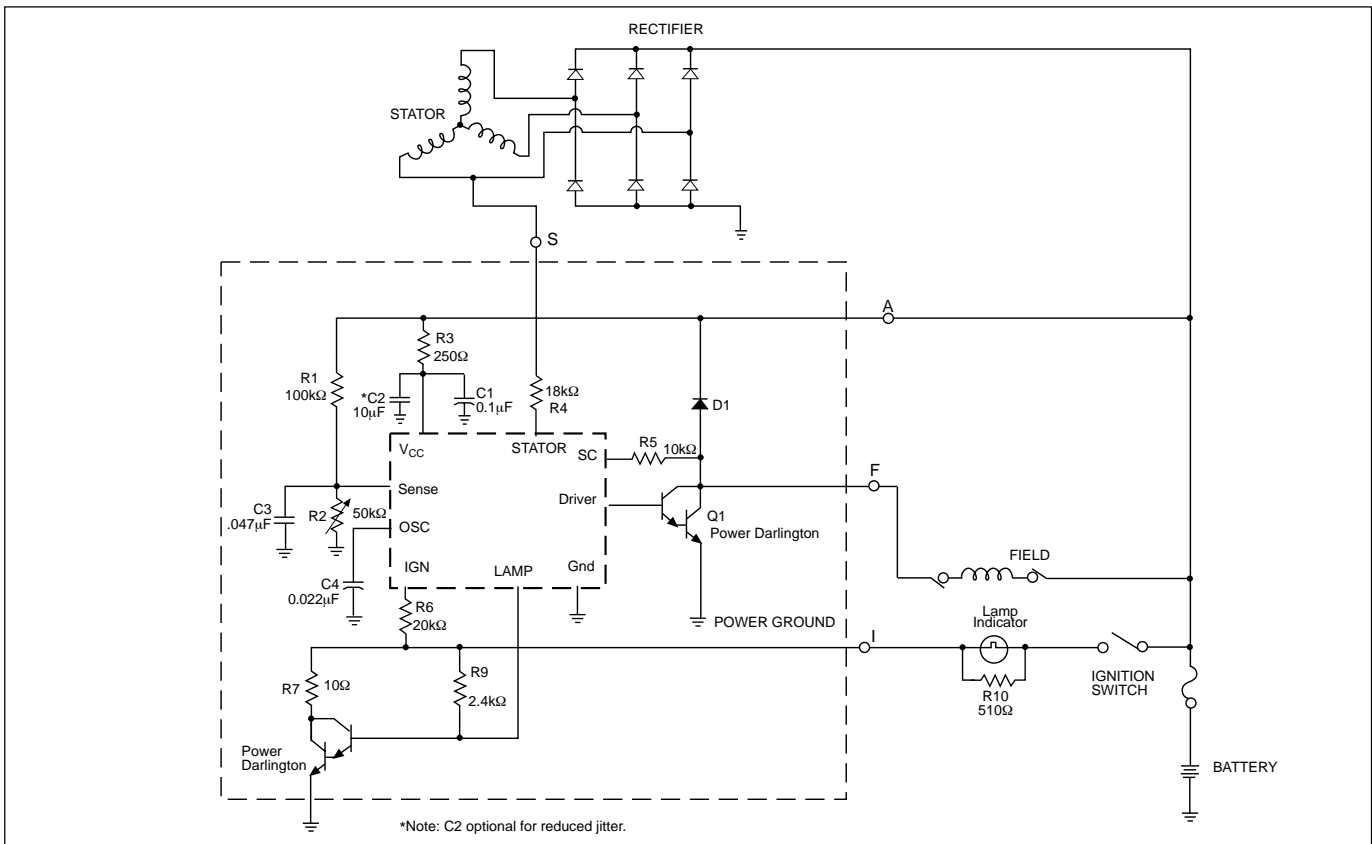 RECTIFIER
STATOR
S
A
R3
250Ω
R1
100kΩ
*C2
10µF
C1
0.1µF
18kΩ
R4
D1
VCC
STATOR
SC
R5
10kΩ
Sense
F
Driver
C3
.047µF
R2
50kΩ
OSC
Q1
Power Darlington
IGN
LAMP
Gnd
FIELD
C4
0.022µF
R6
20kΩ
POWER GROUND
I
Lamp
Indicator
R7
10Ω
R9
2.4kΩ
R10
510Ω
IGNITION
SWITCH
Power
Darlington
BATTERY
*Note: C2 optional for reduced jitter.